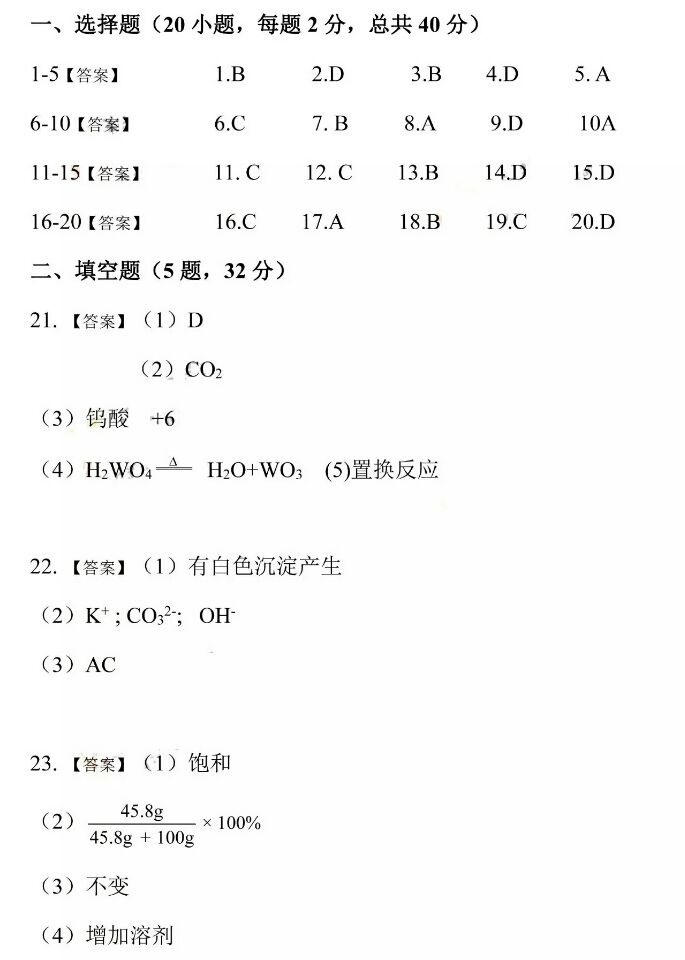 一、选择题（20 小题，每题 2 分，总共 40 分）
1-5【答案】 1.B 2.D 3.B 4.D 5. A
6-10【答案】 6.C 7. B 8.A 9.D 10A
11-15【答案】 11. C 12. C 13.B 14.D 15.D
16-20【答案】 16.C 17.A 18.B 19.C 20.D
二、填空题（5 题，32 分）
21. 【答案】（1）D
（2）CO₂
（3）钨酸 +6
（4）H₂WO₄ =△= H₂O+WO₃ (5)置换反应
22. 【答案】（1）有白色沉淀产生
（2）K⁺ ; CO₃²⁻; OH⁻
（3）AC
23. 【答案】（1）饱和
（2） 45.8g / 45.8g + 100g × 100%
（3）不变
（4）增加溶剂